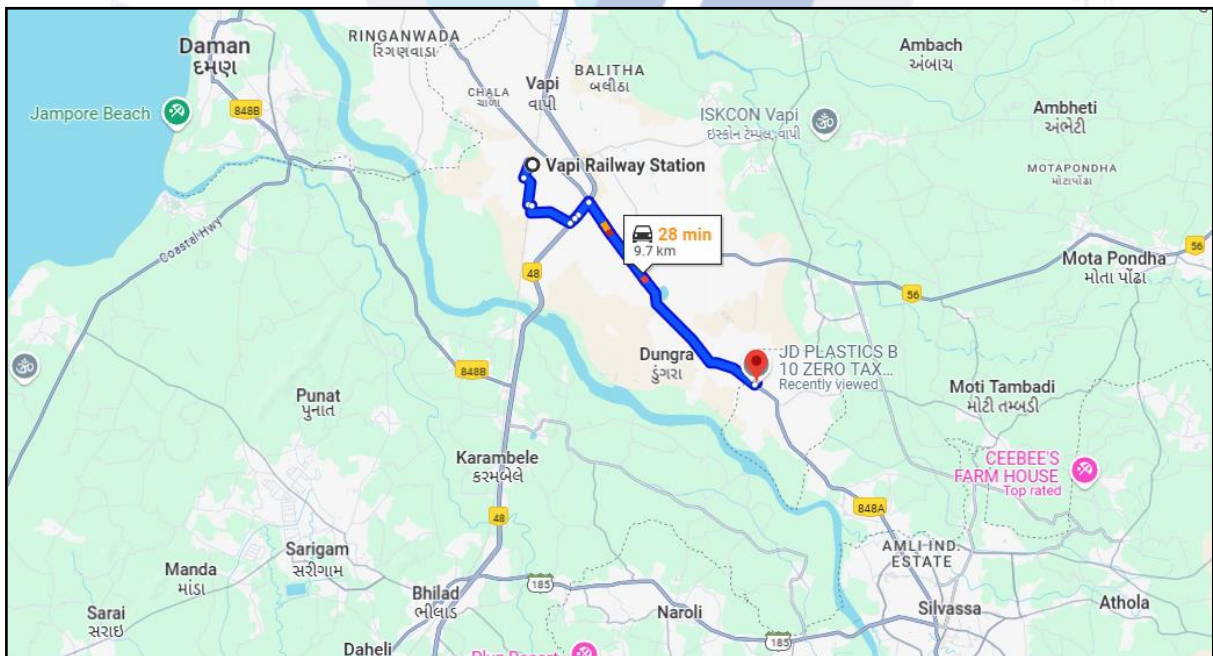 Daman
દમણ
RINGANWADA
રિંગણવાડા
Ambach
અંબાચ
Jampore Beach
848B
CHALA
ચાળા
Vapi
વાપી
BALITHA
બલીઠા
ISKCON Vapi
ઇસ્કોન ટેમ્પલ, વાપી
Ambheti
અંભેટી
Vapi Railway Station
MOTAPONDHA
મોટાપોંઢા
Coastal Hwy
28 min
9.7 km
48
56
56
Mota Pondha
મોતા પોંઢા
848B
Dungra
ડુંગરા
JD PLASTICS B
10 ZERO TAX...
Recently viewed
Moti Tambadi
મોટી તમ્બડી
Punat
પુનાત
Karambele
કરમબેલે
CEEBEE'S
FARM HOUSE
Top rated
48
848A
Sarigam
સરીગામ
AMLI IND.
ESTATE
Manda
માંડા
Bhilad
ભીલાડ
185
Naroli
Silvassa
Athola
Sarai
સરાઇ
Daheli
185